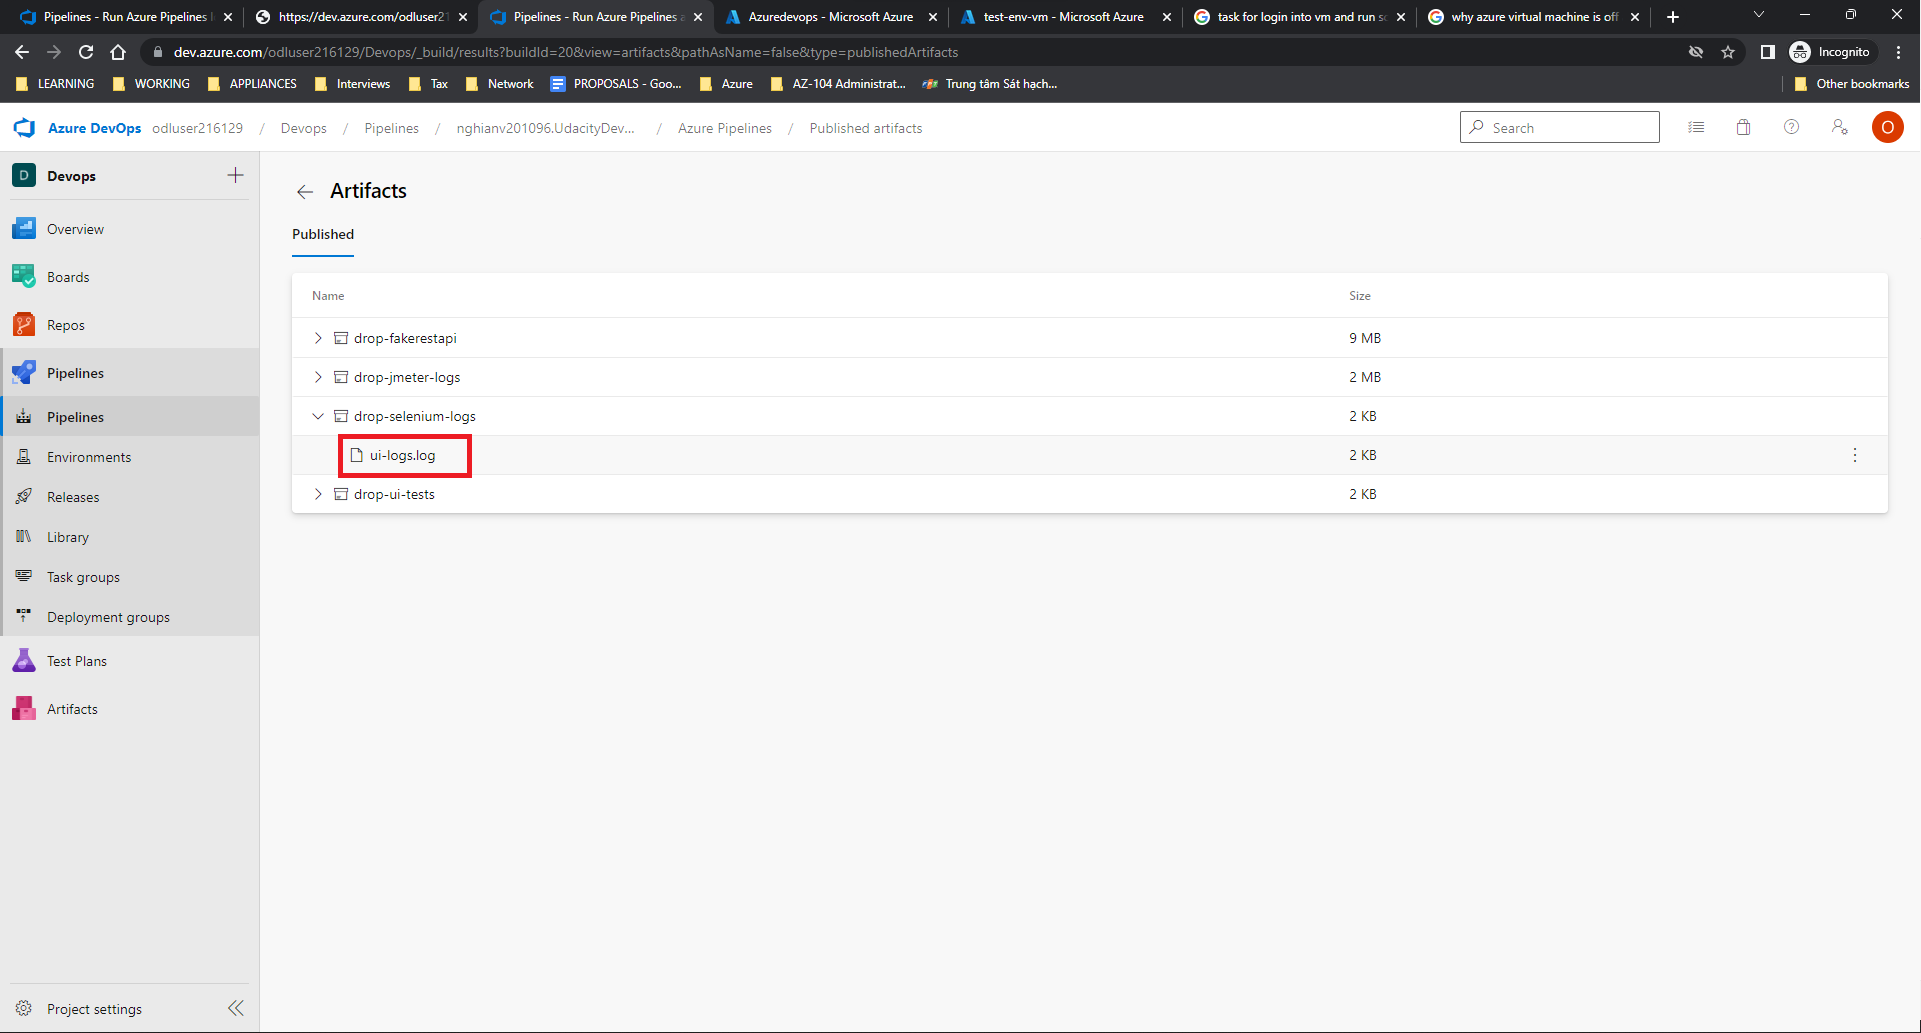 Pipelines - Run Azure Pipelines
https://dev.azure.com/odluser21
Pipelines - Run Azure Pipelines a
Azuredevops - Microsoft Azure
test-env-vm - Microsoft Azure
task for login into vm and run sc
why azure virtual machine is off
dev.azure.com/odluser216129/Devops/_build/results?buildId=20&view=artifacts&pathAsName=false&type=publishedArtifacts
Incognito
LEARNING
WORKING
APPLIANCES
Interviews
Tax
Network
PROPOSALS - Goo...
Azure
AZ-104 Administrat...
Trung tâm Sát hạch...
Other bookmarks
Azure DevOps odluser216129 / Devops / Pipelines / nghianv201096.UdacityDev... / Azure Pipelines / Published artifacts
Search
O
D Devops
Overview
Boards
Repos
Pipelines
Pipelines
Environments
Releases
Library
Task groups
Deployment groups
Test Plans
Artifacts
Project settings
Artifacts
Published
Name Size
drop-fakerestapi 9 MB
drop-jmeter-logs 2 MB
drop-selenium-logs 2 KB
ui-logs.log 2 KB
drop-ui-tests 2 KB